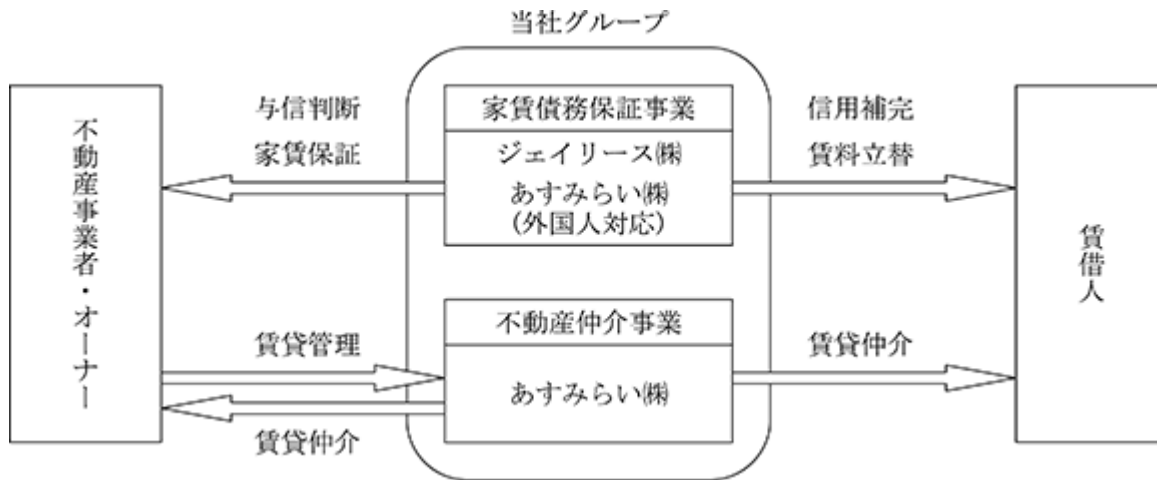 当社グループ
不動産事業者・オーナー
与信判断
家賃保証
家賃債務保証事業
ジェイリース㈱
あすみらい㈱
(外国人対応)
信用補完
賃料立替
賃借人
賃貸管理
賃貸仲介
不動産仲介事業
あすみらい㈱
賃貸仲介